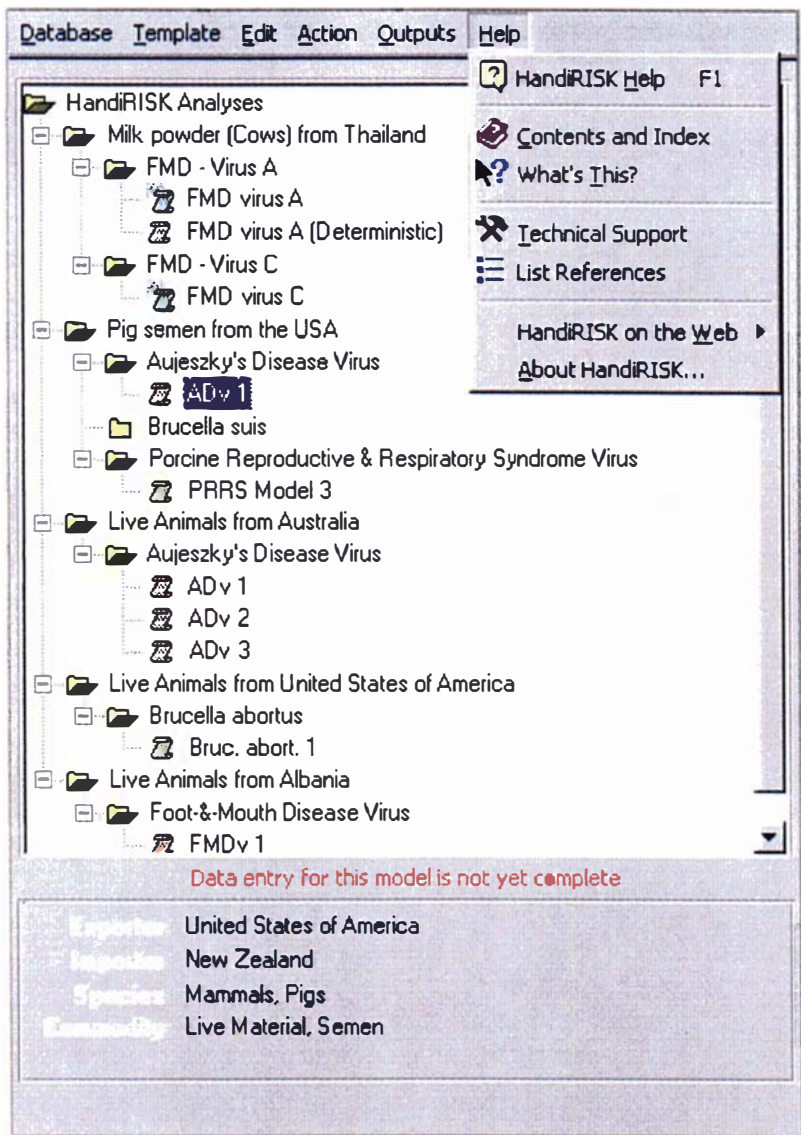 Database Template Edit Action Outputs Help
HandiRISK Help F1
Contents and Index
What's This?
Technical Support
List References
HandiRISK on the Web
About HandiRISK...
HandiRISK Analyses
Milk powder (Cows) from Thailand
FMD - Virus A
FMD virus A
FMD virus A (Deterministic)
FMD - Virus C
FMD virus C
Pig semen from the USA
Aujeszky's Disease Virus
ADv 1
Brucella suis
Porcine Reproductive & Respiratory Syndrome Virus
PRRS Model 3
Live Animals from Australia
Aujeszky's Disease Virus
ADv 1
ADv 2
ADv 3
Live Animals from United States of America
Brucella abortus
Bruc. abort. 1
Live Animals from Albania
Foot-&-Mouth Disease Virus
FMDv 1
Data entry for this model is not yet complete
Exporter United States of America
Importer New Zealand
Species Mammals, Pigs
Commodity Live Material, Semen